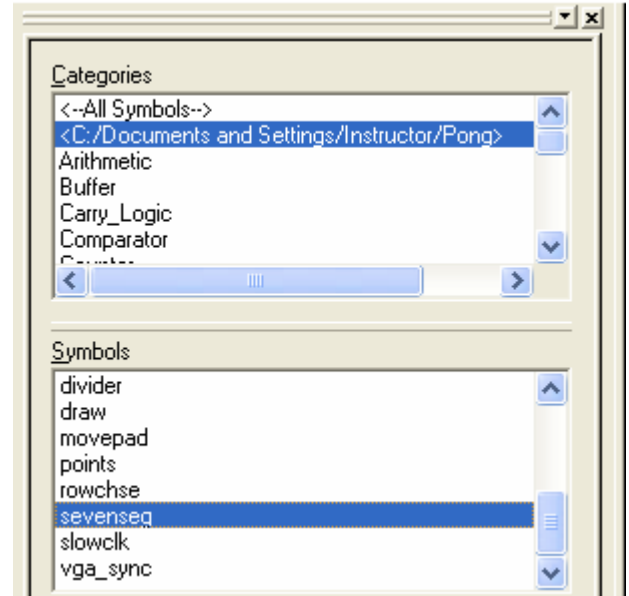 Categories
<--All Symbols-->
<C:/Documents and Settings/Instructor/Pong>
Arithmetic
Buffer
Carry_Logic
Comparator
Symbols
divider
draw
movepad
points
rowchse
sevenseg
slowclk
vga_sync